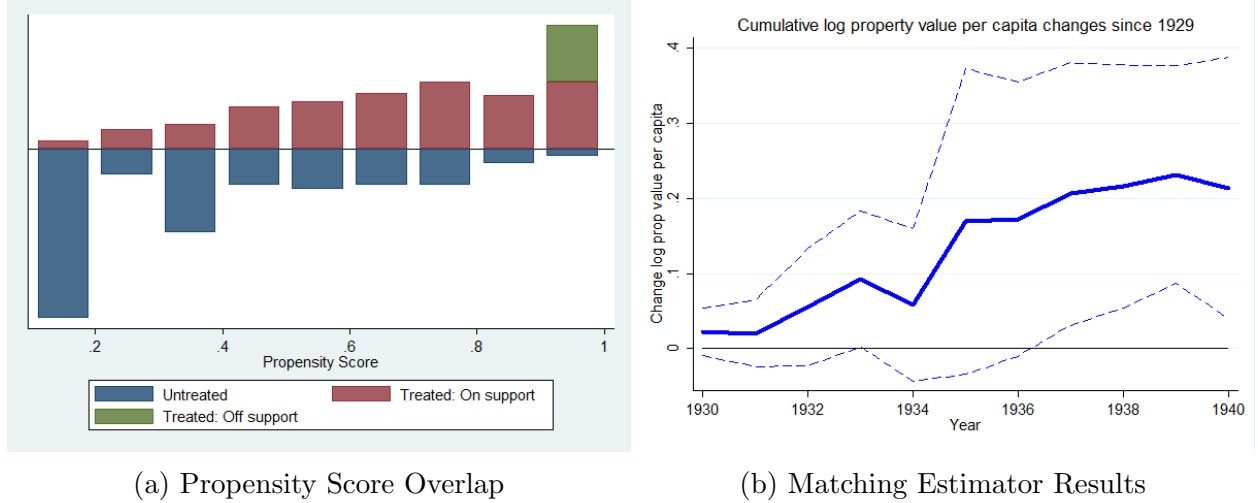 .2 .4 .6 .8 1
Propensity Score
Untreated Treated: On support
Treated: Off support
(a) Propensity Score Overlap
Cumulative log property value per capita changes since 1929
Change log prop value per capita
.4
.3
.2
.1
0
1930 1932 1934 1936 1938 1940
Year
(b) Matching Estimator Results